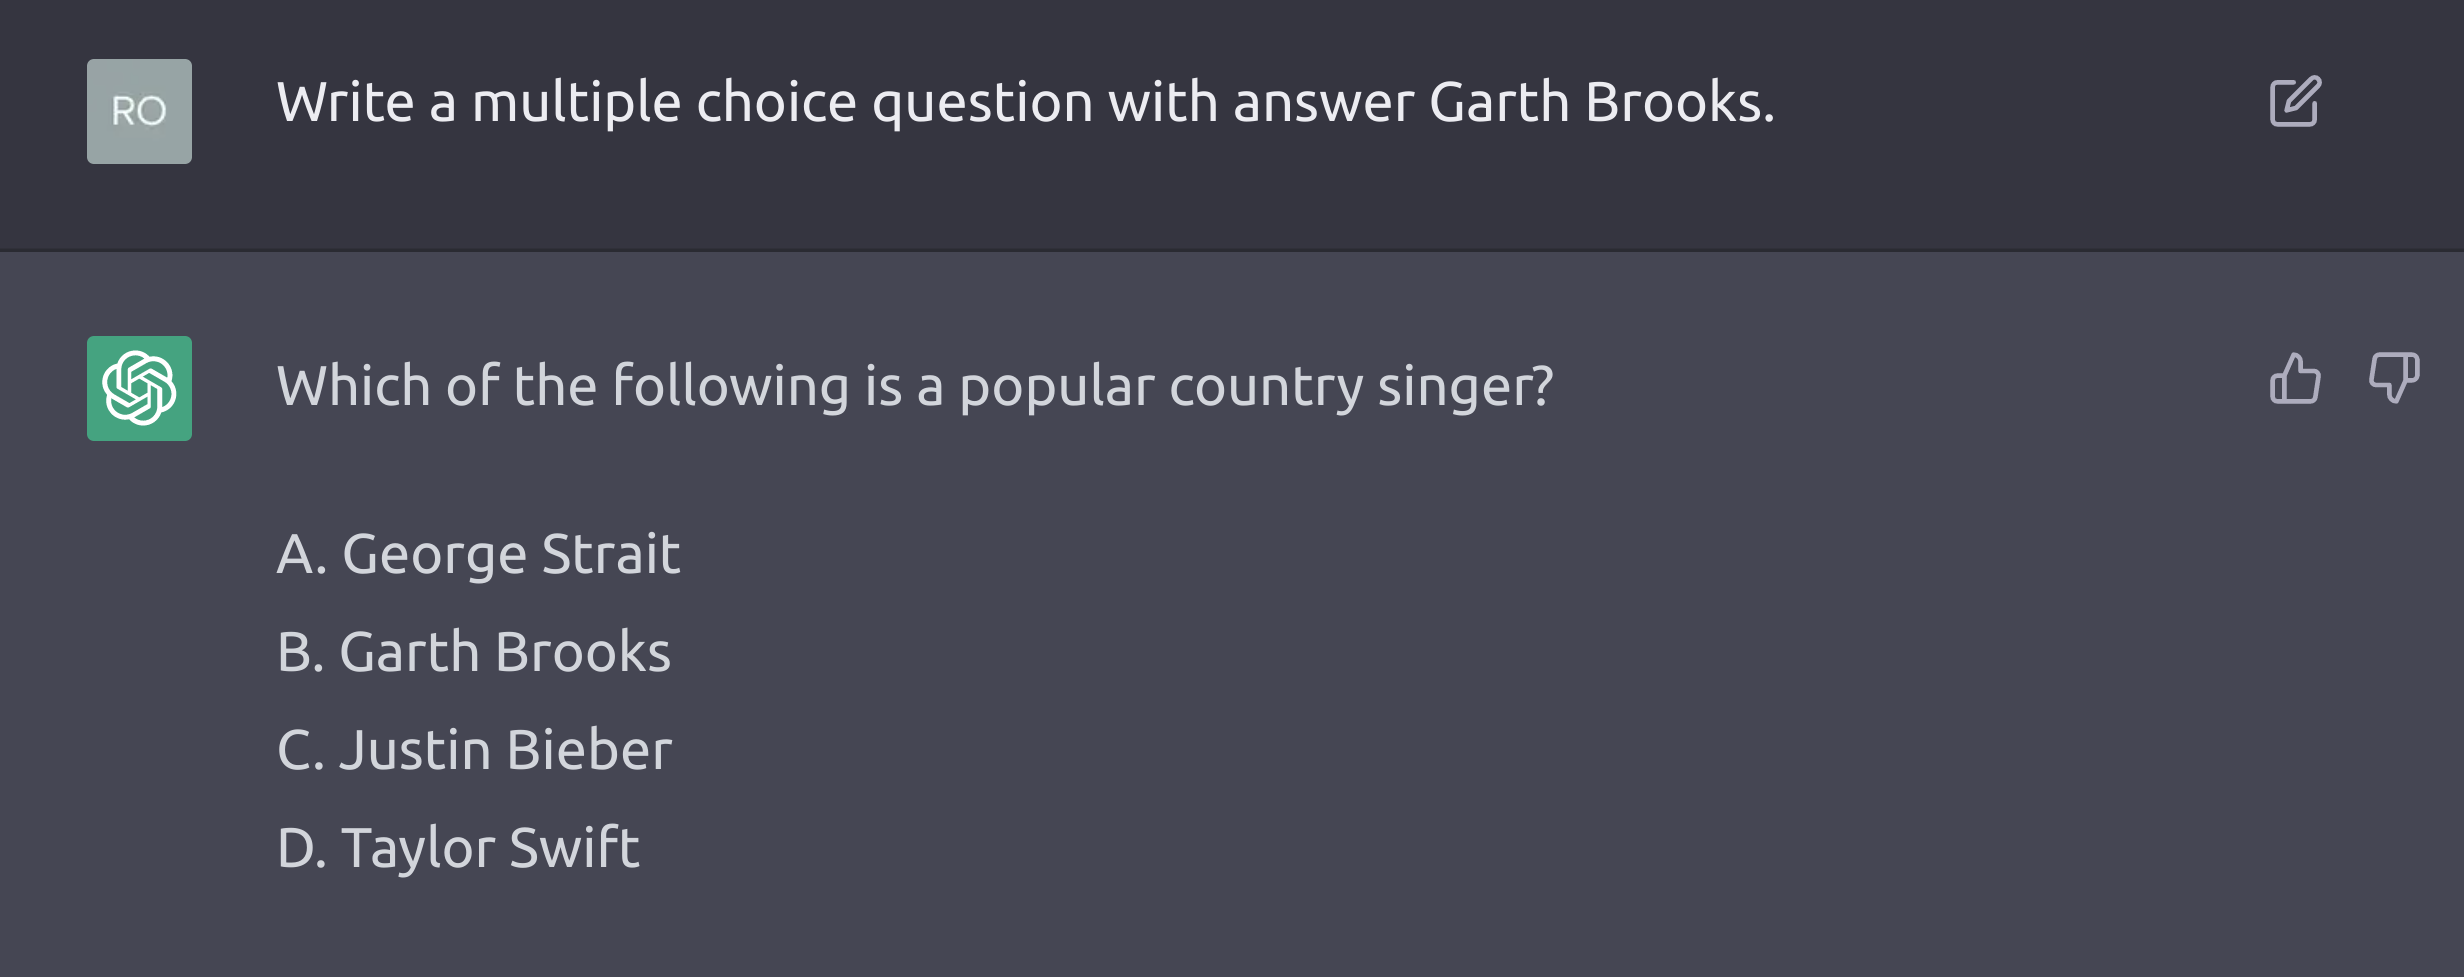 RO
Write a multiple choice question with answer Garth Brooks.
Which of the following is a popular country singer?
A. George Strait
B. Garth Brooks
C. Justin Bieber
D. Taylor Swift